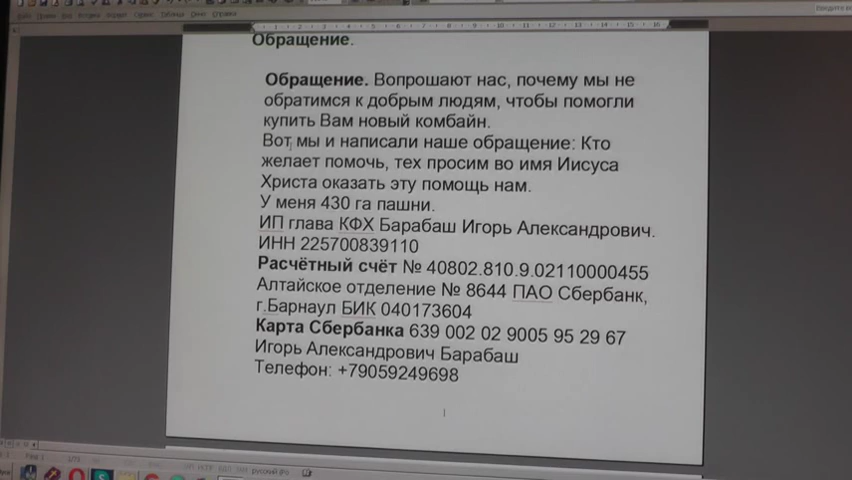 Обращение.
Обращение. Вопрошают нас, почему мы не
обратимся к добрым людям, чтобы помогли
купить Вам новый комбайн.
Вот мы и написали наше обращение: Кто
желает помочь, тех просим во имя Иисуса
Христа оказать эту помощь нам.
У меня 430 га пашни.
ИП глава КФХ Барабаш Игорь Александрович.
ИНН 225700839110
Расчётный счёт № 40802.810.9.02110000455
Алтайское отделение № 8644 ПАО Сбербанк,
г.Барнаул БИК 040173604
Карта Сбербанка 639 002 02 9005 95 29 67
Игорь Александрович Барабаш
Телефон: +79059249698